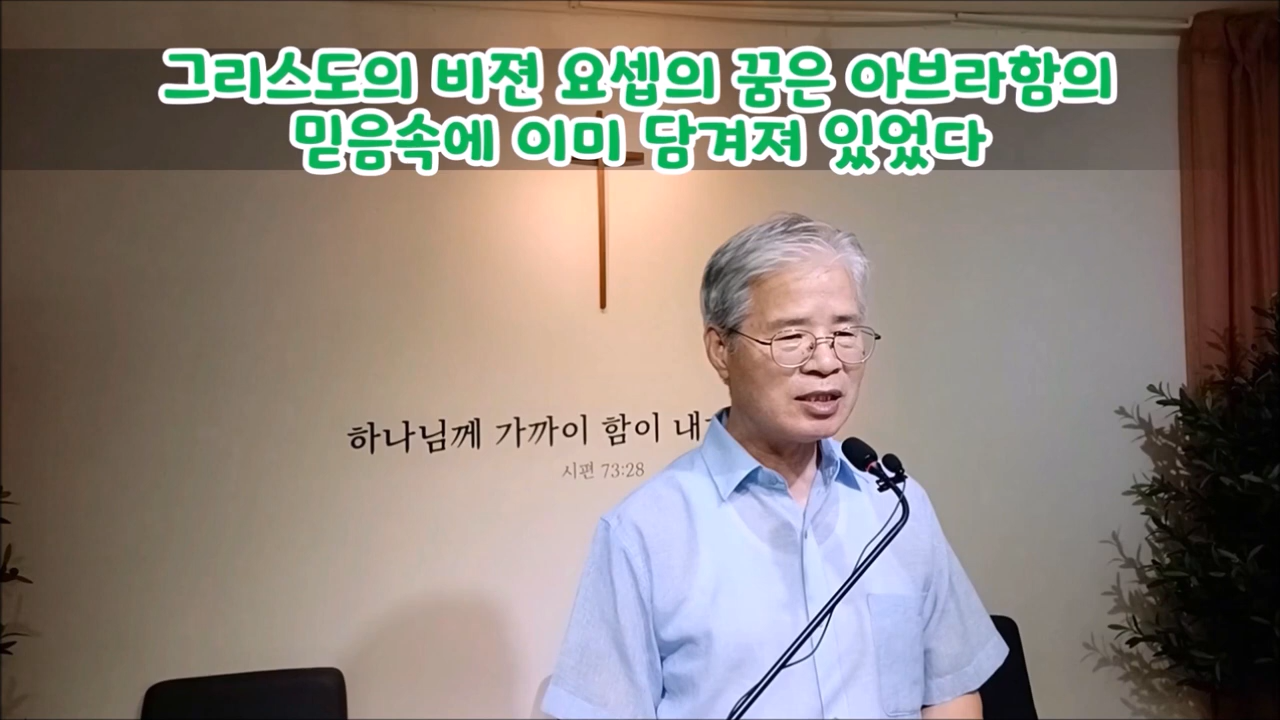 그리스도의 비젼 요셉의 꿈은 아브라함의
믿음속에 이미 담겨져 있었다
하나님께 가까이 함이
시편 73:28